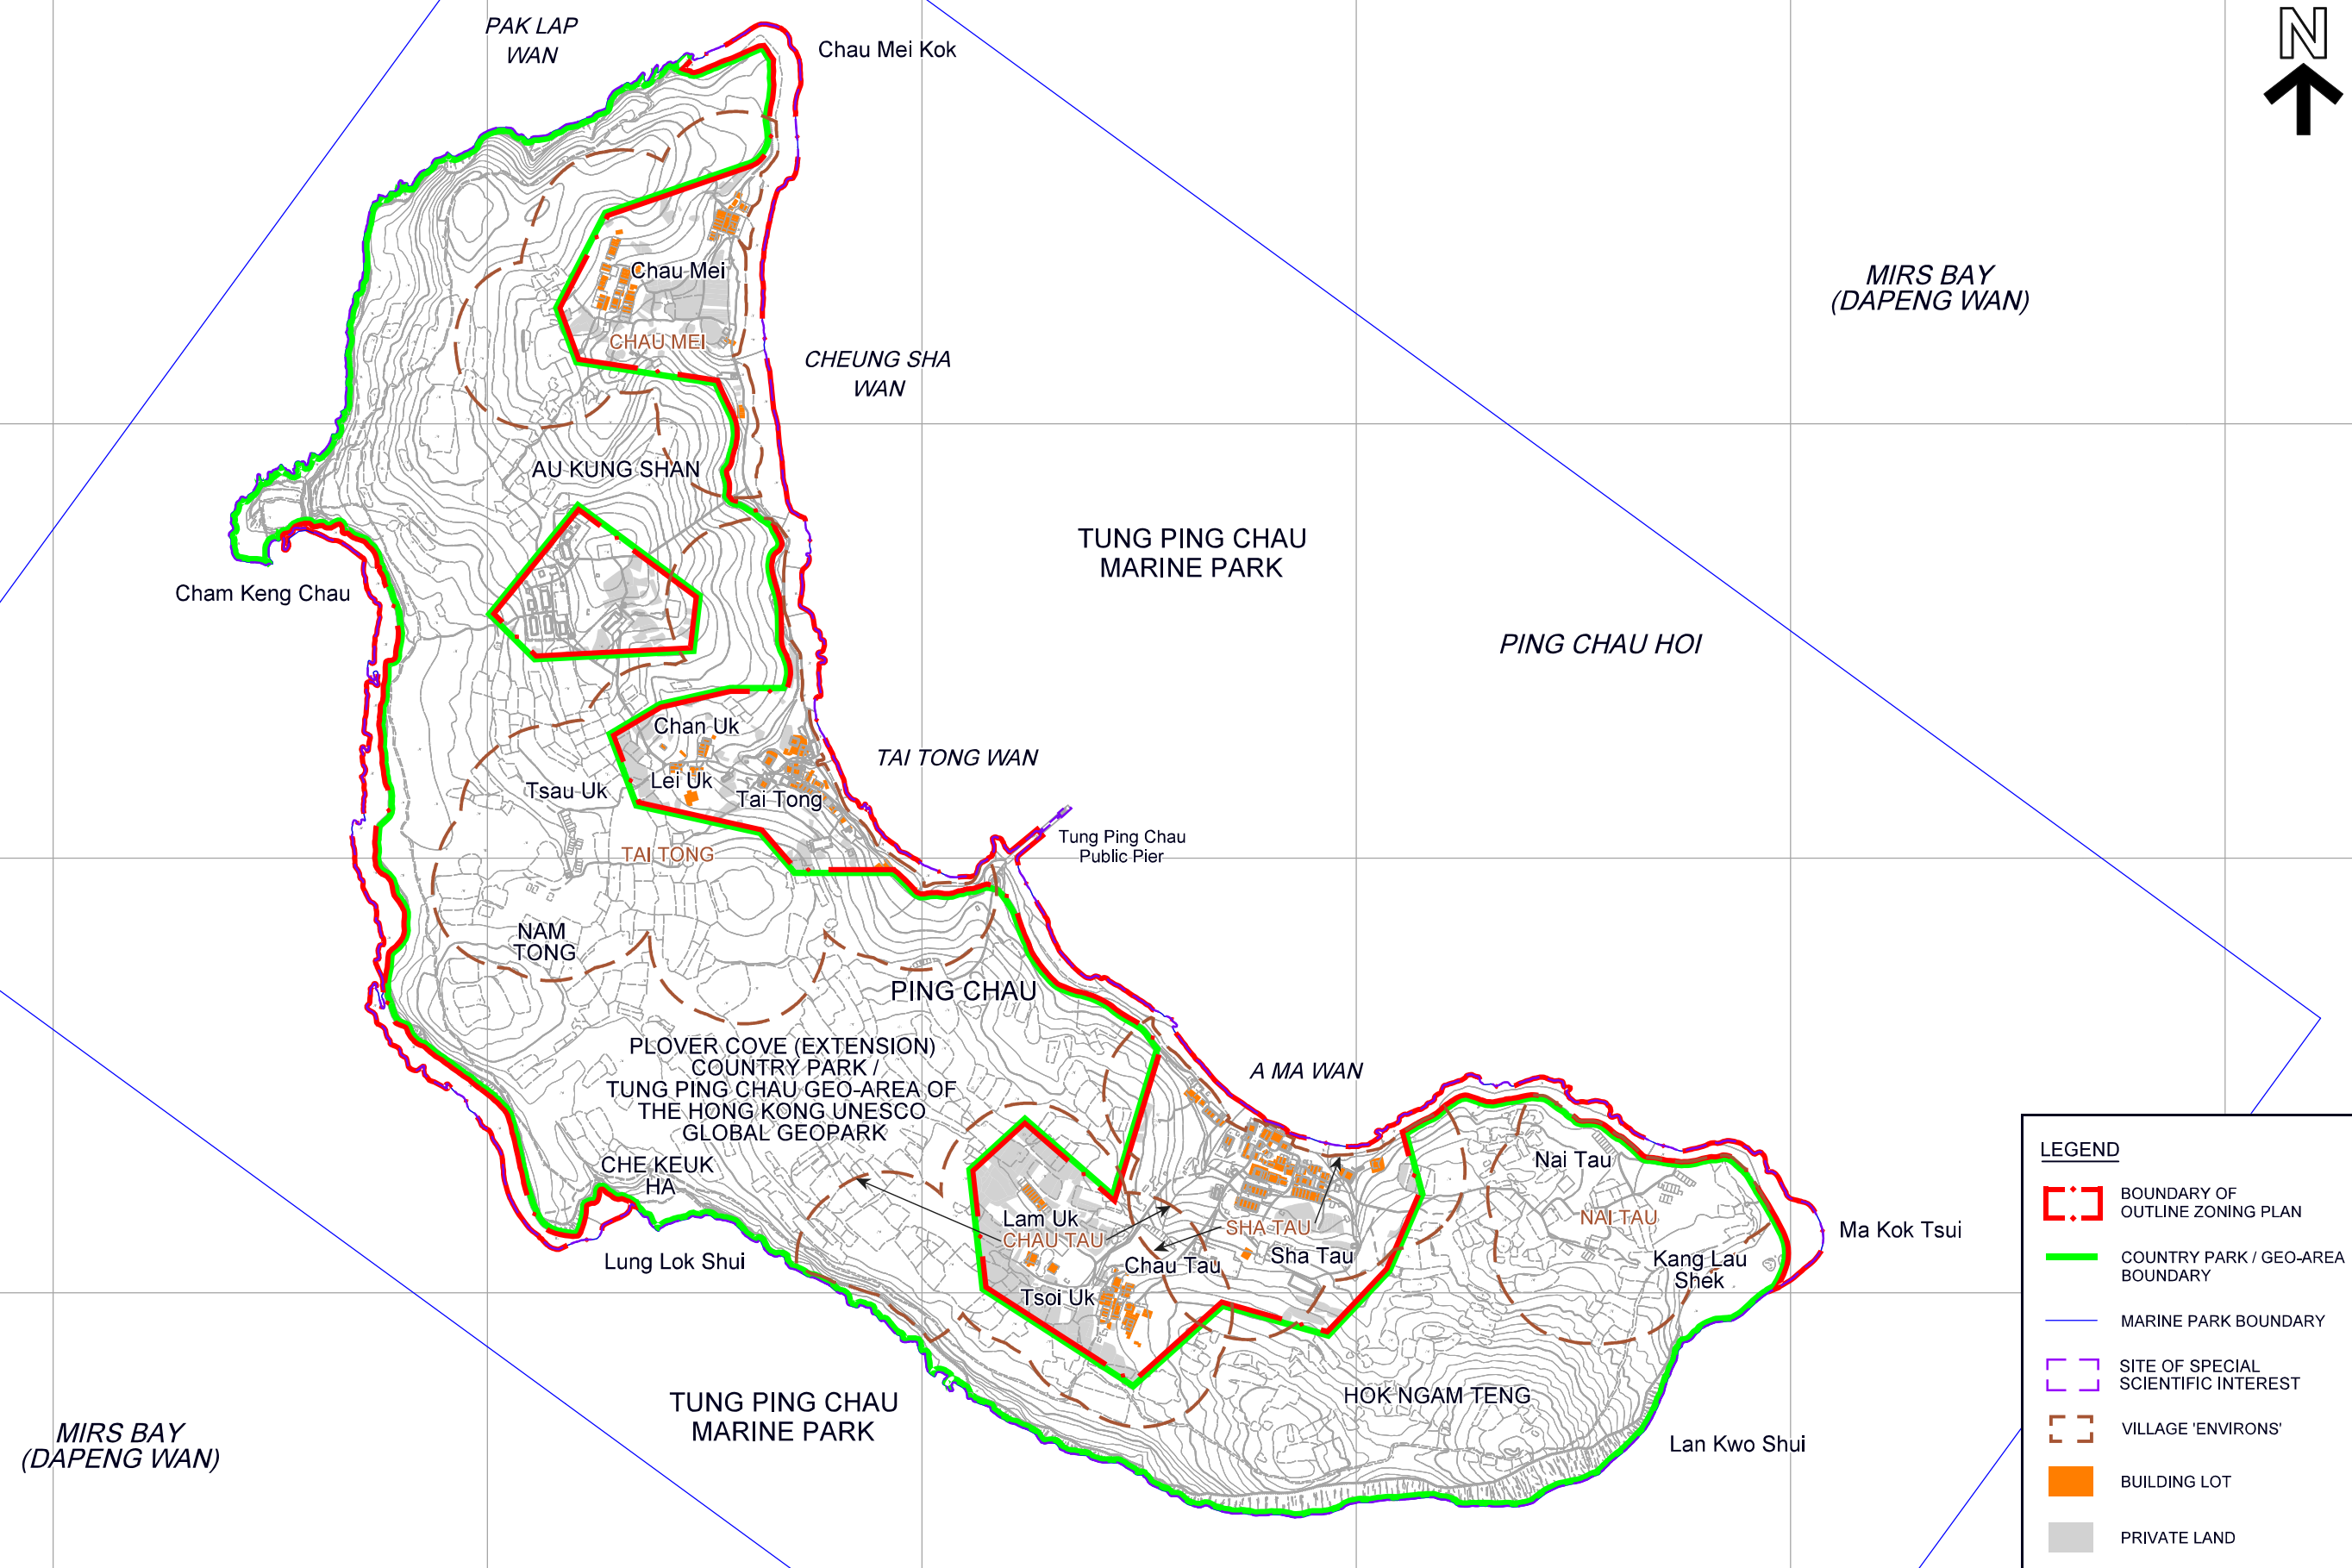 PAK LAP
WAN
Chau Mei Kok
N
MIRS BAY
(DAPENG WAN)
Chau Mei
CHAU MEI
CHEUNG SHA
WAN
AU KUNG SHAN
TUNG PING CHAU
MARINE PARK
Cham Keng Chau
PING CHAU HOI
Chan Uk
TAI TONG WAN
Tsau Uk
Lei Uk
Tai Tong
TAI TONG
Tung Ping Chau
Public Pier
NAM
TONG
PING CHAU
PLOVER COVE (EXTENSION)
COUNTRY PARK /
TUNG PING CHAU GEO-AREA OF
THE HONG KONG UNESCO
GLOBAL GEOPARK
A MA WAN
CHE KEUK
HA
Lung Lok Shui
Lam Uk
CHAU TAU
SHA TAU
Chau Tau
Sha Tau
Tsoi Uk
Nai Tau
NAI TAU
Kang Lau
Shek
Ma Kok Tsui
HOK NGAM TENG
Lan Kwo Shui
TUNG PING CHAU
MARINE PARK
MIRS BAY
(DAPENG WAN)
LEGEND
BOUNDARY OF
OUTLINE ZONING PLAN
COUNTRY PARK / GEO-AREA
BOUNDARY
MARINE PARK BOUNDARY
SITE OF SPECIAL
SCIENTIFIC INTEREST
VILLAGE 'ENVIRONS'
BUILDING LOT
PRIVATE LAND